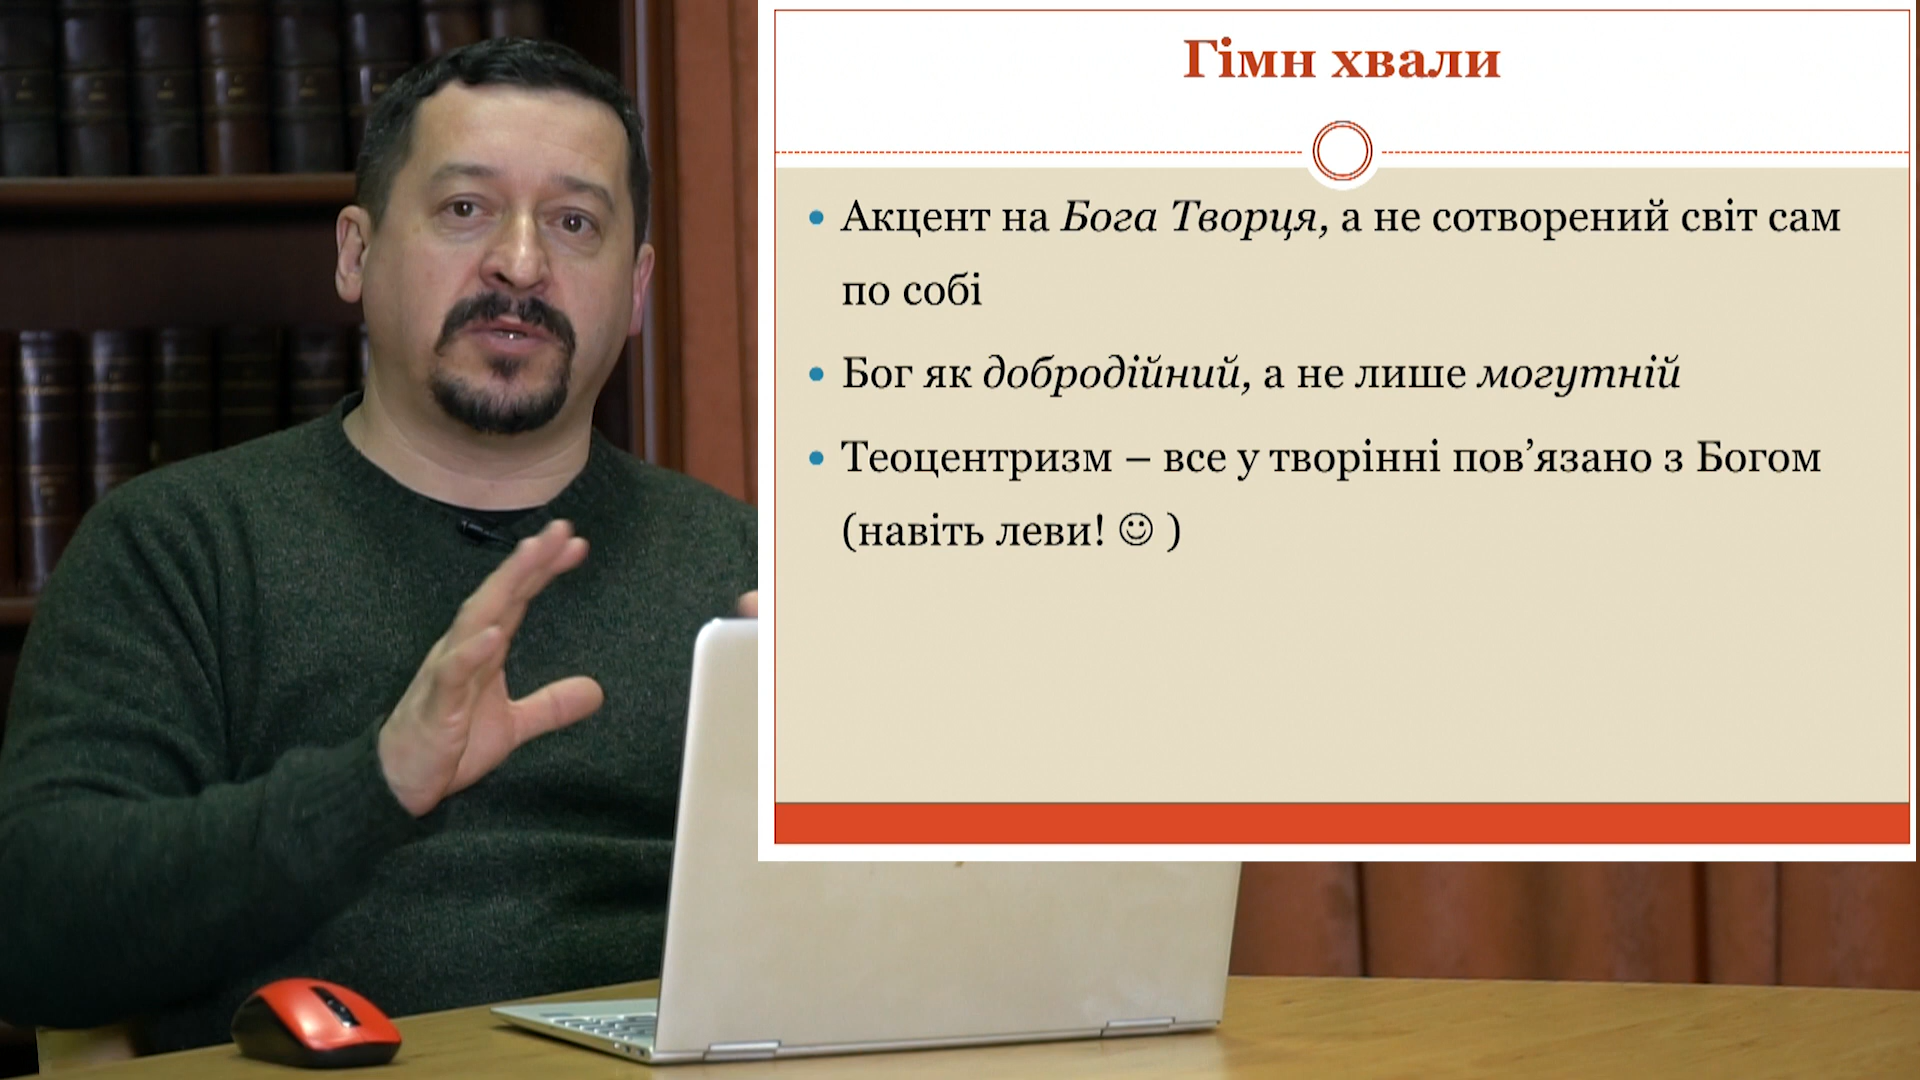 Гімн хвали
Акцент на Бога Творця, а не сотворений світ сам
по собі
Бог як добродійний, а не лише могутній
Теоцентризм – все у творінні пов’язано з Богом
(навіть леви! ☺ )